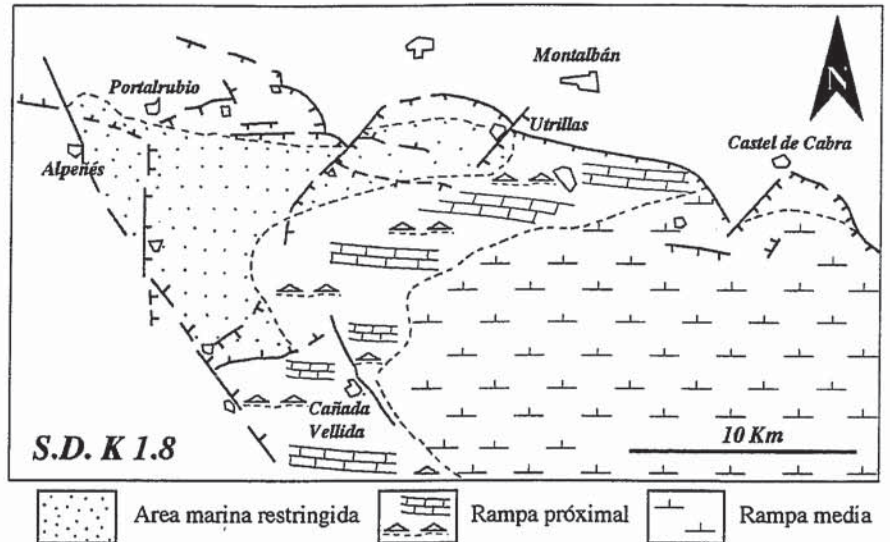 Montalbán
N
Portalrubio
Utrillas
Castel de Cabra
Alpeñés
Cañada
Vellida
10 Km
S.D. K 1.8
Area marina restringida
Rampa próximal
Rampa media